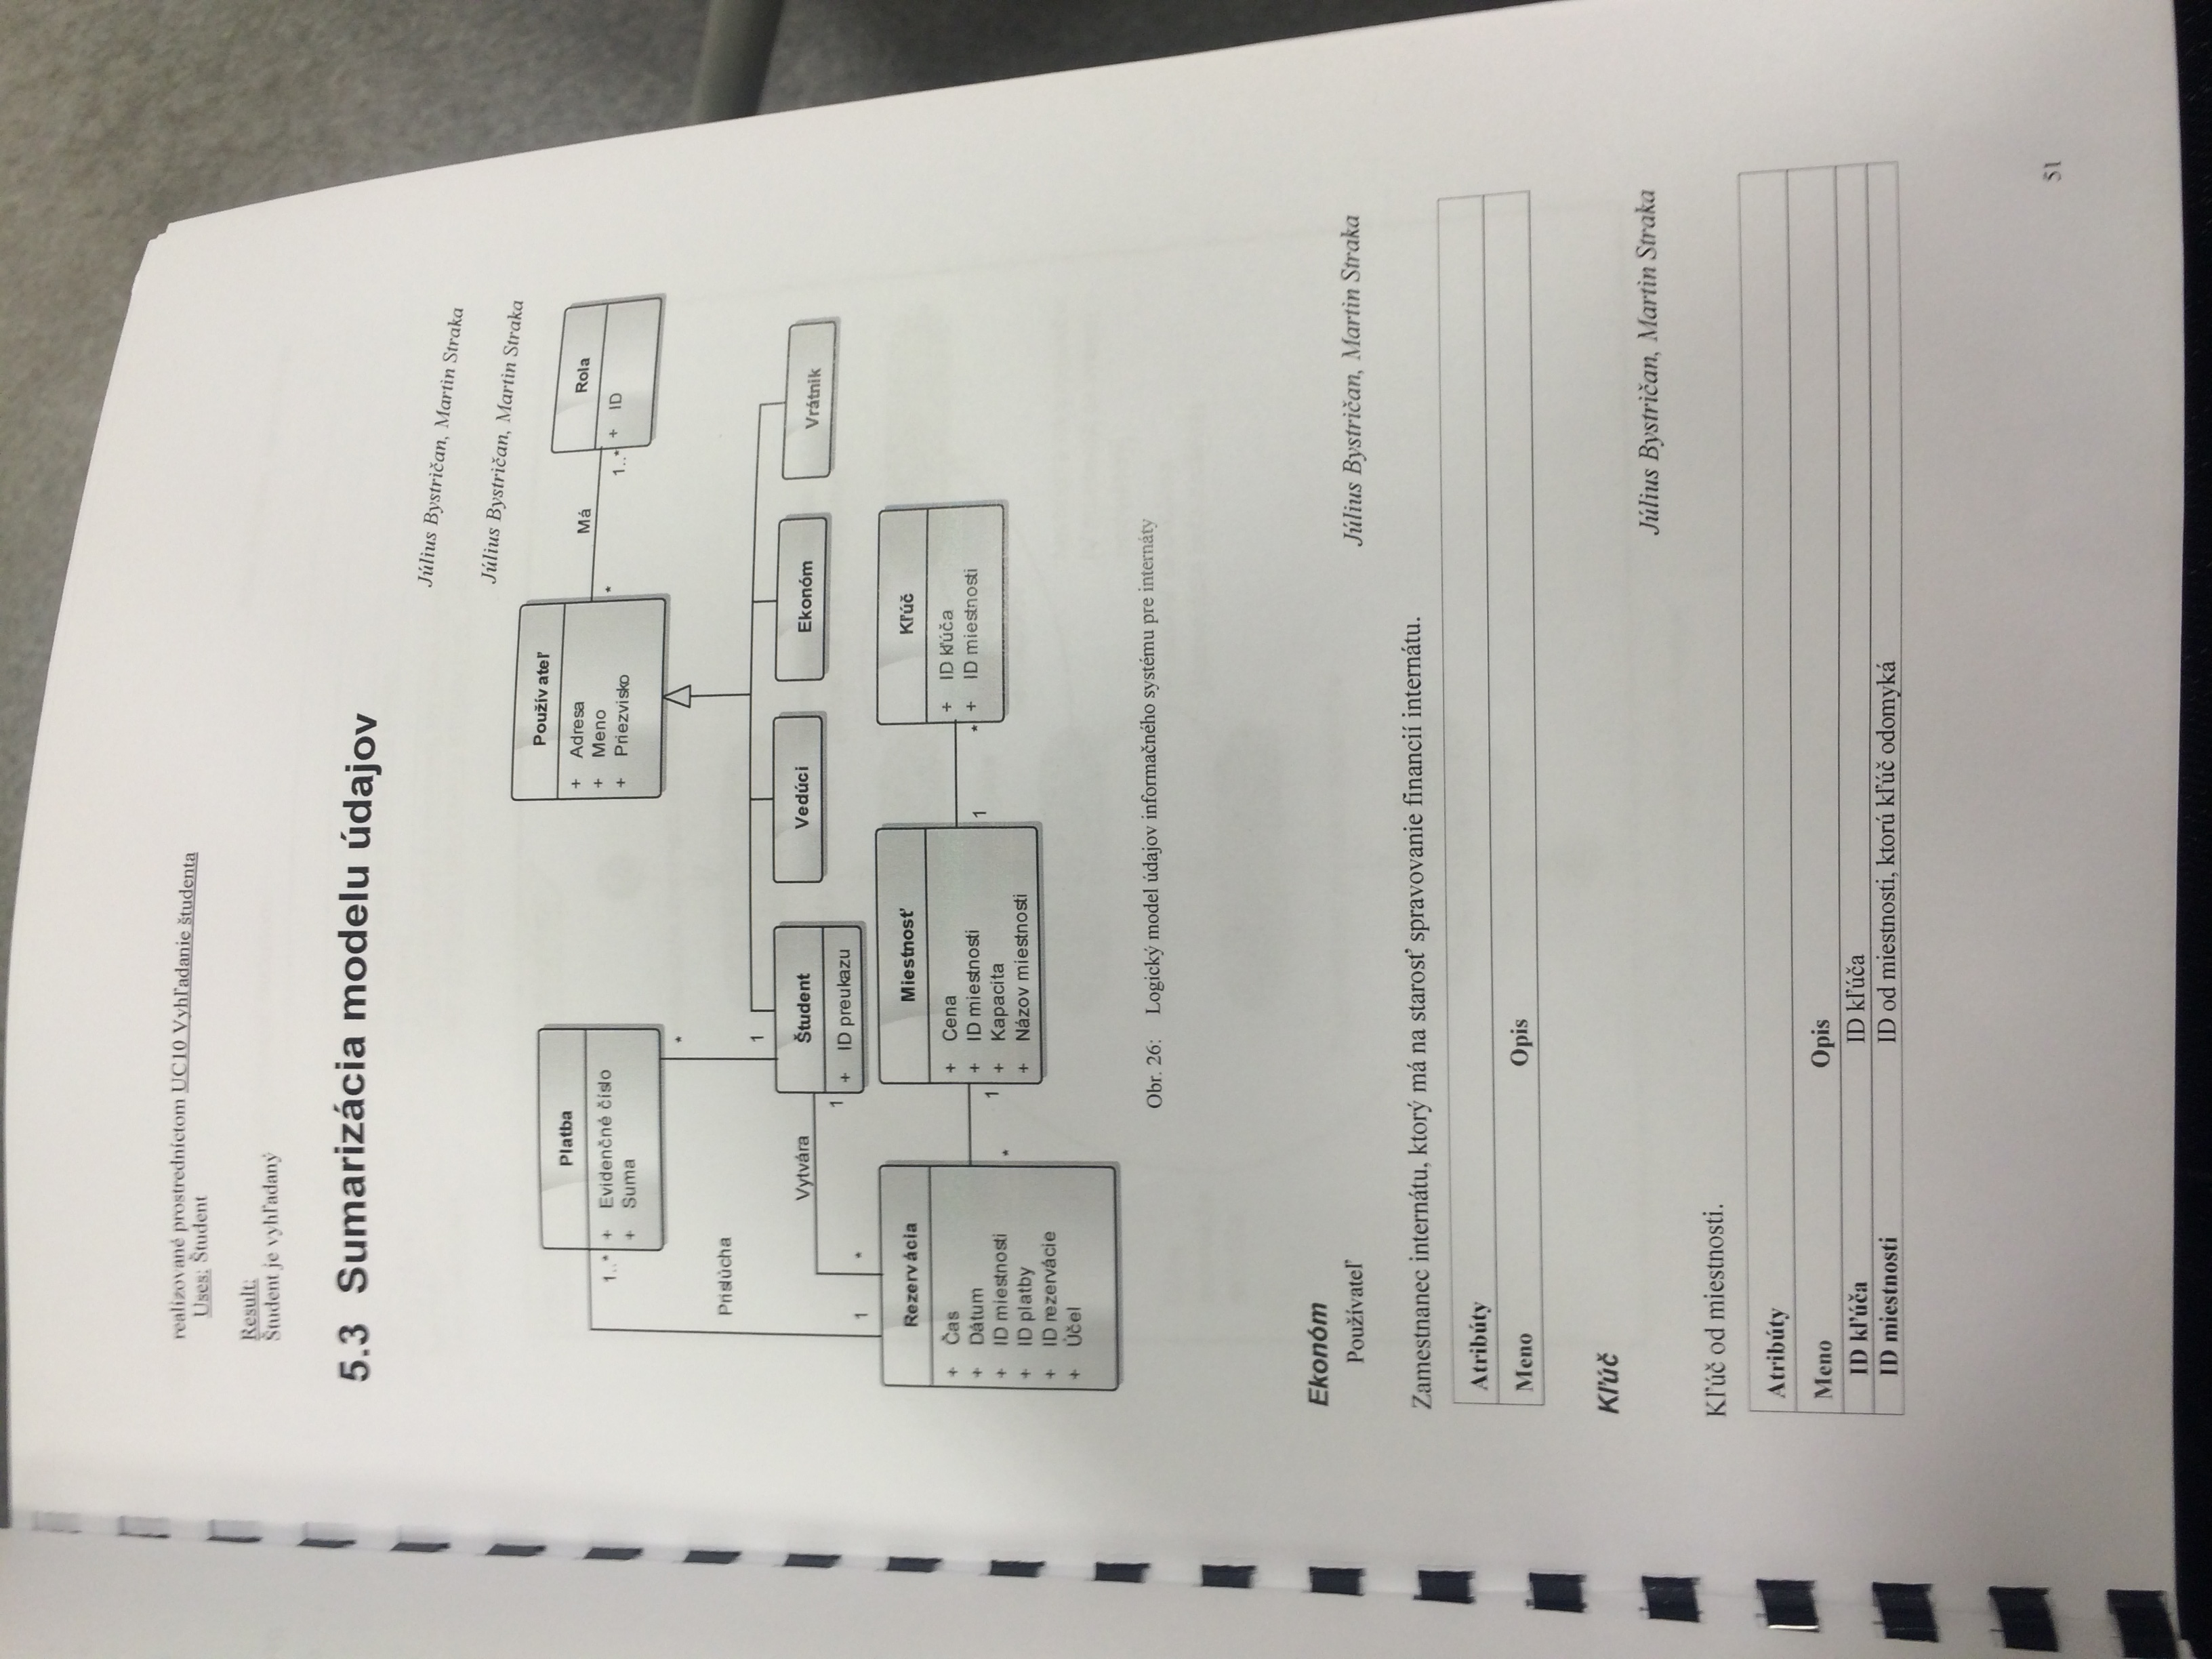 realizované prostredníctom UC10 Vyhľadanie študenta
Uses: Študent
Result:
Študent je vyhľadaný
5.3 Sumarizácia modelu údajov
Július Bystričan, Martin Straka
Július Bystričan, Martin Straka
Platba
+ Evidenčné číslo
+ Suma
1..*
Používateľ
+ Adresa
+ Meno
+ Priezvisko
Má
*
1..*
Rola
+ ID
*
Prislúcha
1
Vytvára
1
1
*
Študent
+ ID preukazu
Vedúci
Ekonóm
Vrátnik
Rezervácia
+ Čas
+ Dátum
+ ID miestnosti
+ ID platby
+ ID rezervácie
+ Účel
*
1
Miestnosť
+ Cena
+ ID miestnosti
+ Kapacita
+ Názov miestnosti
1
*
Kľúč
+ ID kľúča
+ ID miestnosti
Obr. 26: Logický model údajov informačného systému pre internáty
Ekonóm
Používateľ
Július Bystričan, Martin Straka
Zamestnanec internátu, ktorý má na starosť spravovanie financií internátu.
Atribúty
Meno Opis
Kľúč
Július Bystričan, Martin Straka
Kľúč od miestnosti.
Atribúty
Meno Opis
ID kľúča ID kľúča
ID miestnosti ID od miestnosti, ktorú kľúč odomyká
51